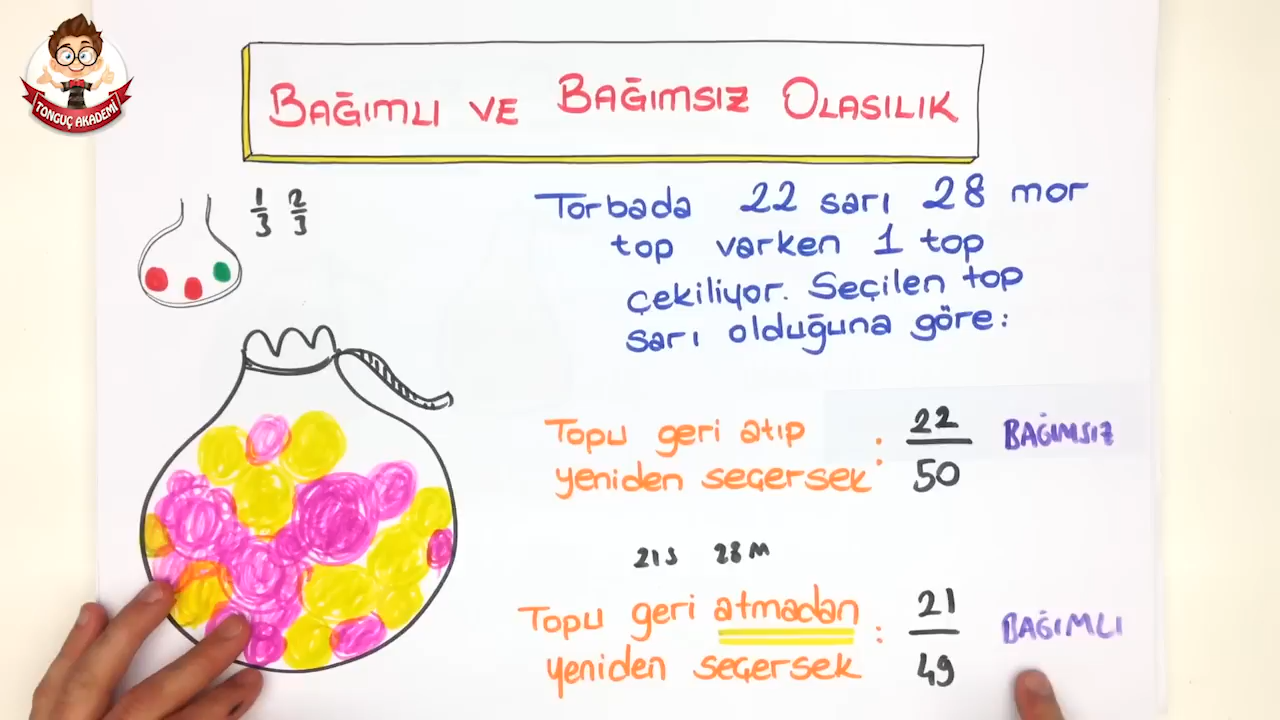 TONGUÇ AKADEMİ
BAĞIMLI VE BAĞIMSIZ OLASILIK
1/3 2/3
Torbada 22 sarı 28 mor
top varken 1 top
çekiliyor. Seçilen top
sarı olduğuna göre:
Topu geri atıp
yeniden seçersek : 22/50 BAĞIMSIZ
21 S 28 M
Topu geri atmadan
yeniden seçersek : 21/49 BAĞIMLI